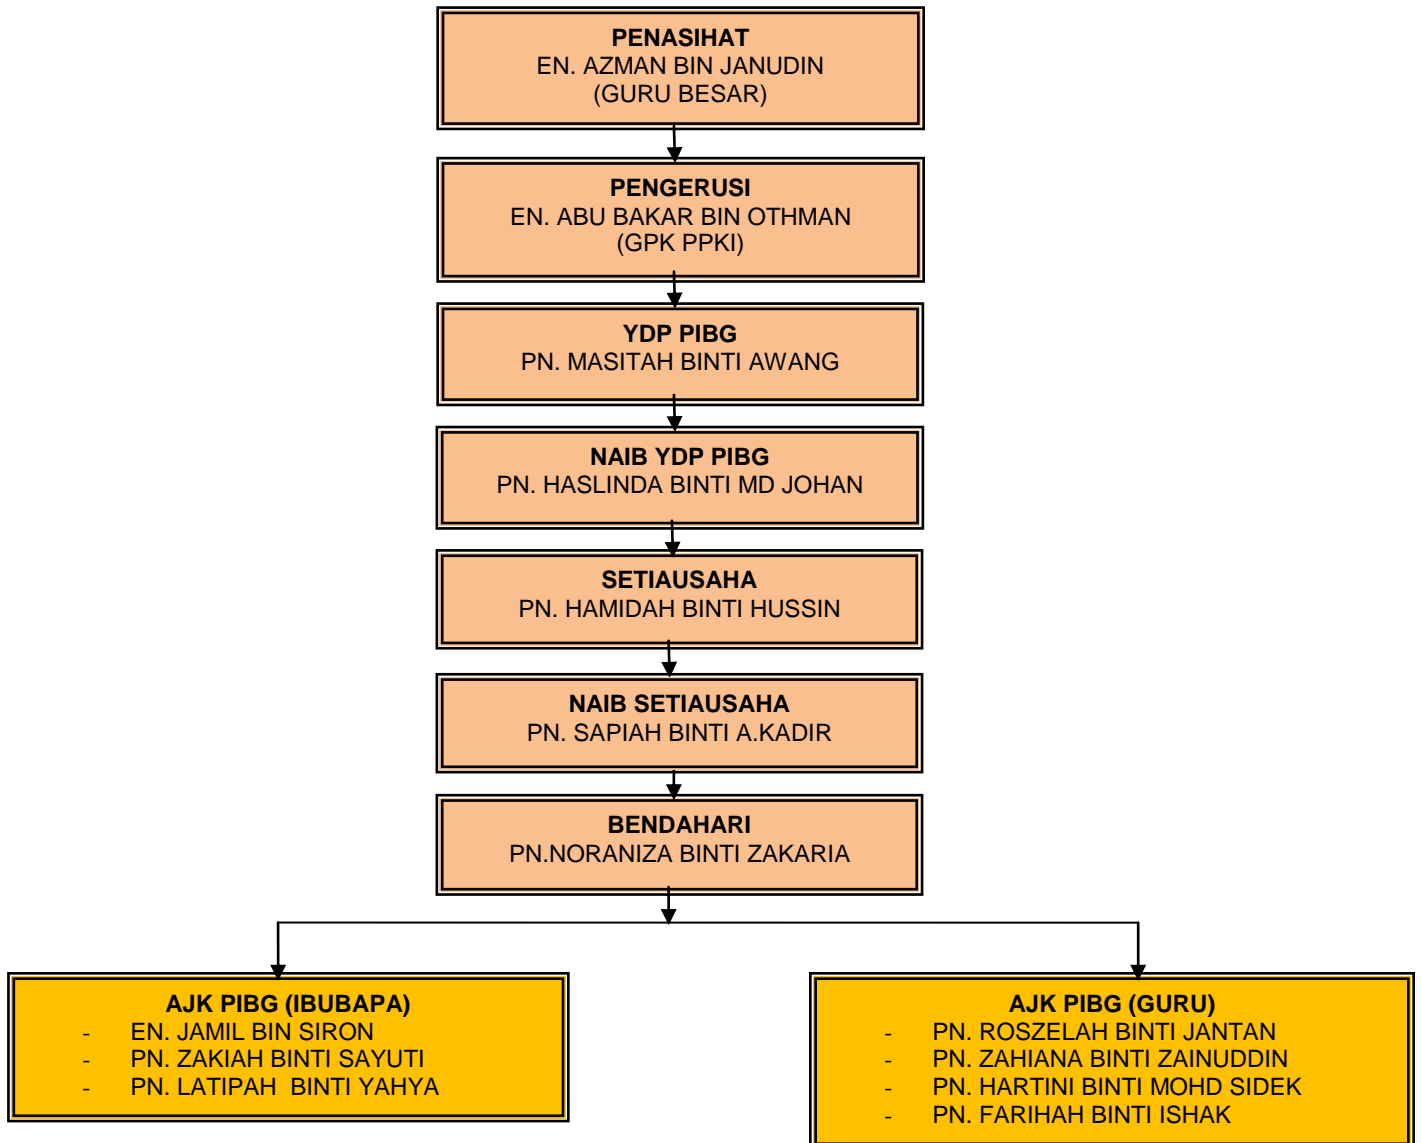 PENASIHAT
EN. AZMAN BIN JANUDIN
(GURU BESAR)
PENGERUSI
EN. ABU BAKAR BIN OTHMAN
(GPK PPKI)
YDP PIBG
PN. MASITAH BINTI AWANG
NAIB YDP PIBG
PN. HASLINDA BINTI MD JOHAN
SETIAUSAHA
PN. HAMIDAH BINTI HUSSIN
NAIB SETIAUSAHA
PN. SAPIAH BINTI A.KADIR
BENDAHARI
PN.NORANIZA BINTI ZAKARIA
AJK PIBG (IBUBAPA)
- EN. JAMIL BIN SIRON
- PN. ZAKIAH BINTI SAYUTI
- PN. LATIPAH  BINTI YAHYA
AJK PIBG (GURU)
- PN. ROSZELAH BINTI JANTAN
- PN. ZAHIANA BINTI ZAINUDDIN
- PN. HARTINI BINTI MOHD SIDEK
- PN. FARIHAH BINTI ISHAK